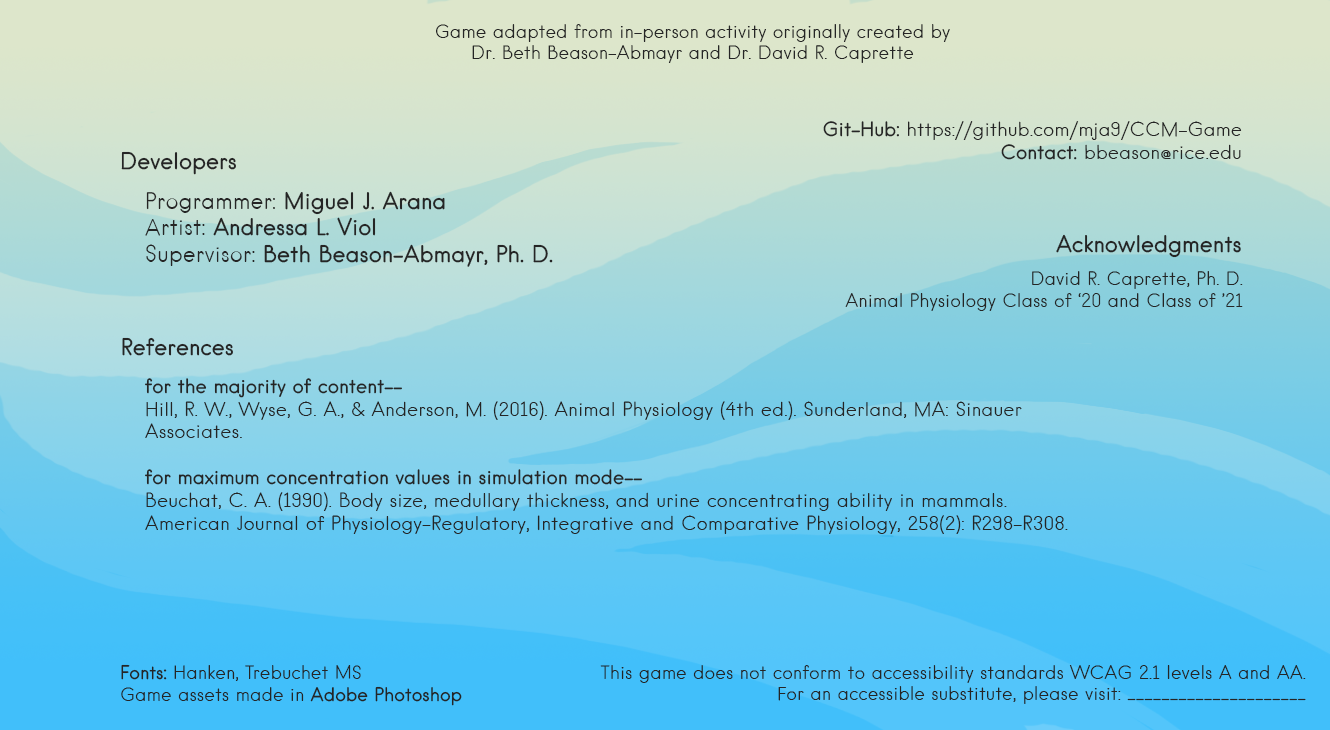 Game adapted from in-person activity originally created by
Dr. Beth Beason-Abmayr and Dr. David R. Caprette
Git-Hub: https://github.com/mja9/CCM-Game
Contact: bbeason@rice.edu
Developers
Programmer: Miguel J. Arana
Artist: Andressa L. Viol
Supervisor: Beth Beason-Abmayr, Ph. D.
Acknowledgments
David R. Caprette, Ph. D.
Animal Physiology Class of ‘20 and Class of ’21
References
for the majority of content--
Hill, R. W., Wyse, G. A., & Anderson, M. (2016). Animal Physiology (4th ed.). Sunderland, MA: Sinauer
Associates.
for maximum concentration values in simulation mode--
Beuchat, C. A. (1990). Body size, medullary thickness, and urine concentrating ability in mammals.
American Journal of Physiology-Regulatory, Integrative and Comparative Physiology, 258(2): R298-R308.
Fonts: Hanken, Trebuchet MS
Game assets made in Adobe Photoshop
This game does not conform to accessibility standards WCAG 2.1 levels A and AA.
For an accessible substitute, please visit: _____________________